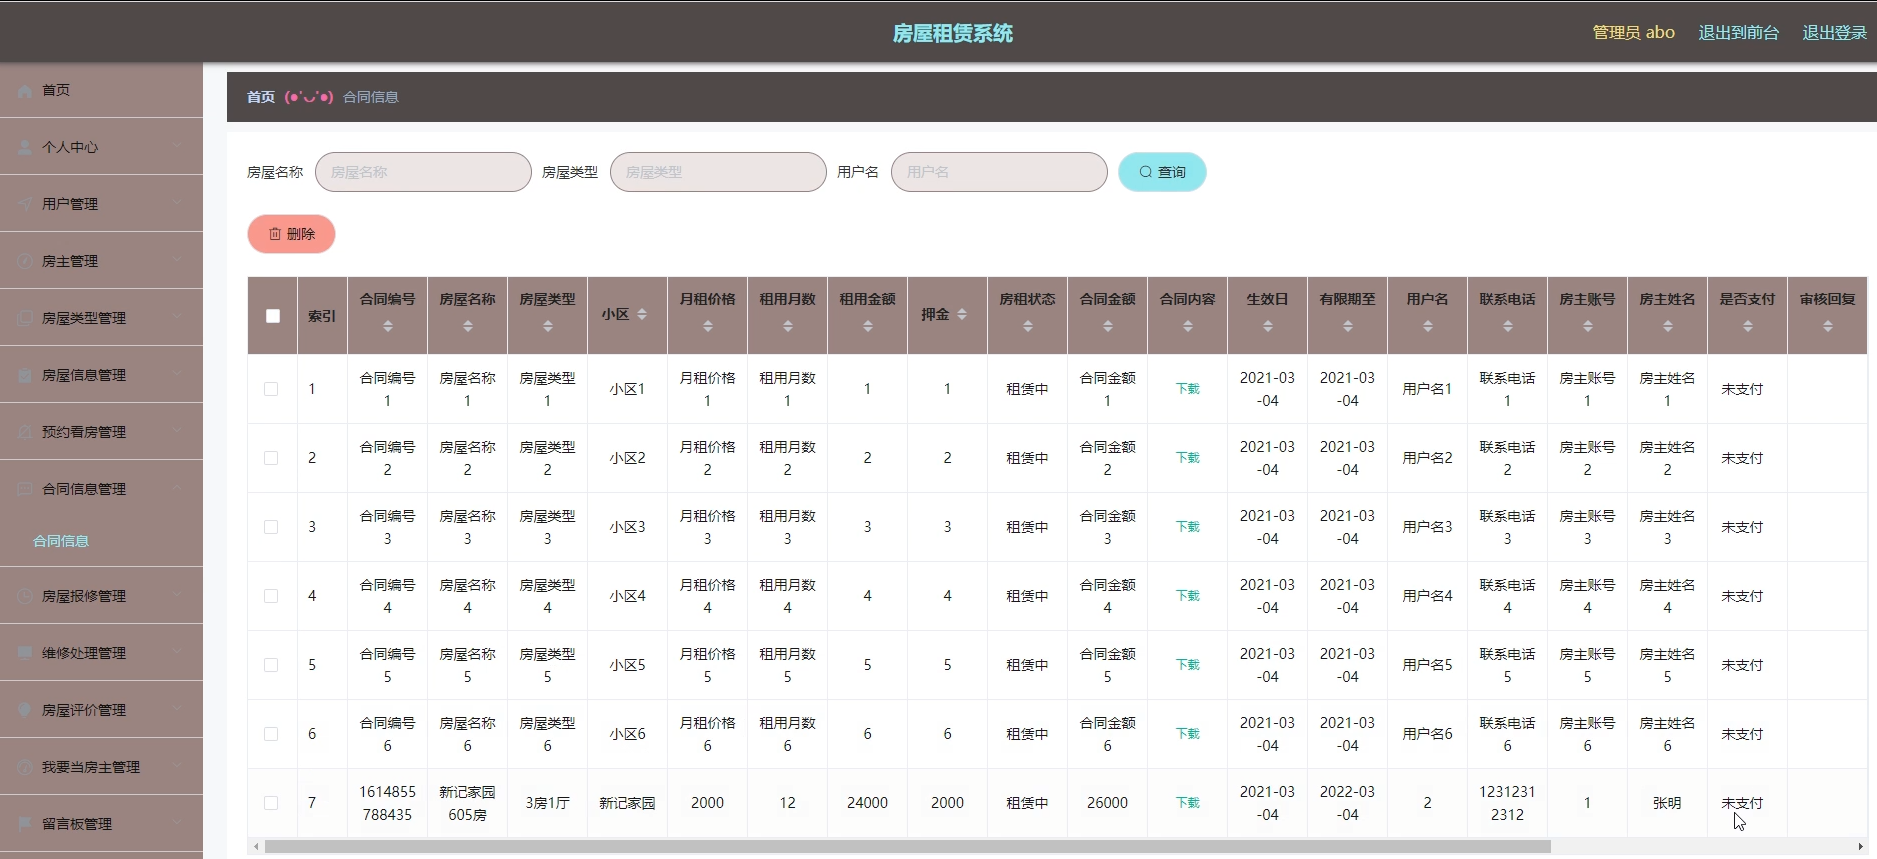 房屋租赁系统
管理员 abo 退出到前台 退出登录
首页
个人中心
用户管理
房主管理
房屋类型管理
房屋信息管理
预约看房管理
合同信息管理
合同信息
房屋报修管理
维修处理管理
房屋评价管理
我要当房主管理
留言板管理
首页 (●'◡'●) 合同信息
房屋名称 房屋名称 房屋类型 房屋类型 用户名 用户名 查询
删除
索引 合同编号 房屋名称 房屋类型 小区 月租价格 租用月数 租用金额 押金 房租状态 合同金额 合同内容 生效日 有限期至 用户名 联系电话 房主账号 房主姓名 是否支付 审核回复
1 合同编号1 房屋名称1 房屋类型1 小区1 月租价格1 租用月数1 1 1 租赁中 合同金额1 下载 2021-03-04 2021-03-04 用户名1 联系电话1 房主账号1 房主姓名1 未支付
2 合同编号2 房屋名称2 房屋类型2 小区2 月租价格2 租用月数2 2 2 租赁中 合同金额2 下载 2021-03-04 2021-03-04 用户名2 联系电话2 房主账号2 房主姓名2 未支付
3 合同编号3 房屋名称3 房屋类型3 小区3 月租价格3 租用月数3 3 3 租赁中 合同金额3 下载 2021-03-04 2021-03-04 用户名3 联系电话3 房主账号3 房主姓名3 未支付
4 合同编号4 房屋名称4 房屋类型4 小区4 月租价格4 租用月数4 4 4 租赁中 合同金额4 下载 2021-03-04 2021-03-04 用户名4 联系电话4 房主账号4 房主姓名4 未支付
5 合同编号5 房屋名称5 房屋类型5 小区5 月租价格5 租用月数5 5 5 租赁中 合同金额5 下载 2021-03-04 2021-03-04 用户名5 联系电话5 房主账号5 房主姓名5 未支付
6 合同编号6 房屋名称6 房屋类型6 小区6 月租价格6 租用月数6 6 6 租赁中 合同金额6 下载 2021-03-04 2021-03-04 用户名6 联系电话6 房主账号6 房主姓名6 未支付
7 1614855788435 新记家园605房 3房1厅 新记家园 2000 12 24000 2000 租赁中 26000 下载 2021-03-04 2022-03-04 2 12312312312 1 张明 未支付